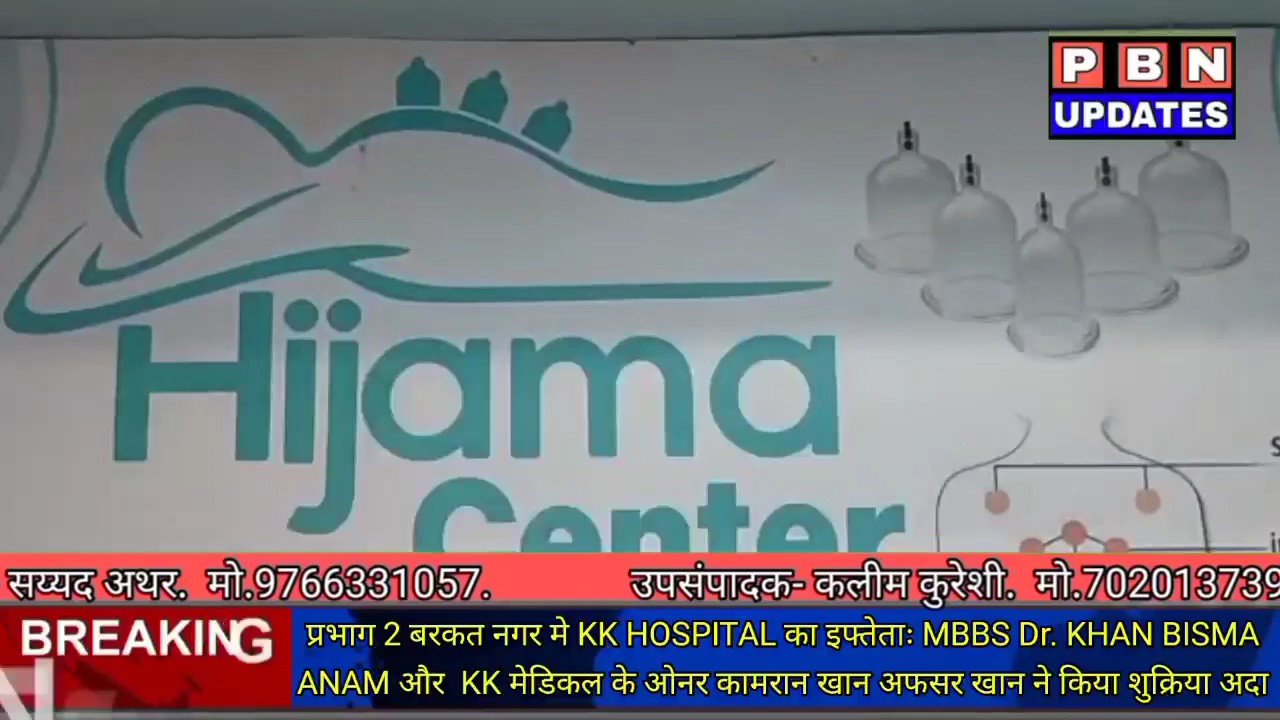 P B N
UPDATES
Hijama
Center
सय्यद अथर. मो.9766331057. उपसंपादक- कलीम कुरेशी. मो.702013739
BREAKING
प्रभाग 2 बरकत नगर मे KK HOSPITAL का इफ्तेताः MBBS Dr. KHAN BISMA
ANAM और KK मेडिकल के ओनर कामरान खान अफसर खान ने किया शुक्रिया अदा